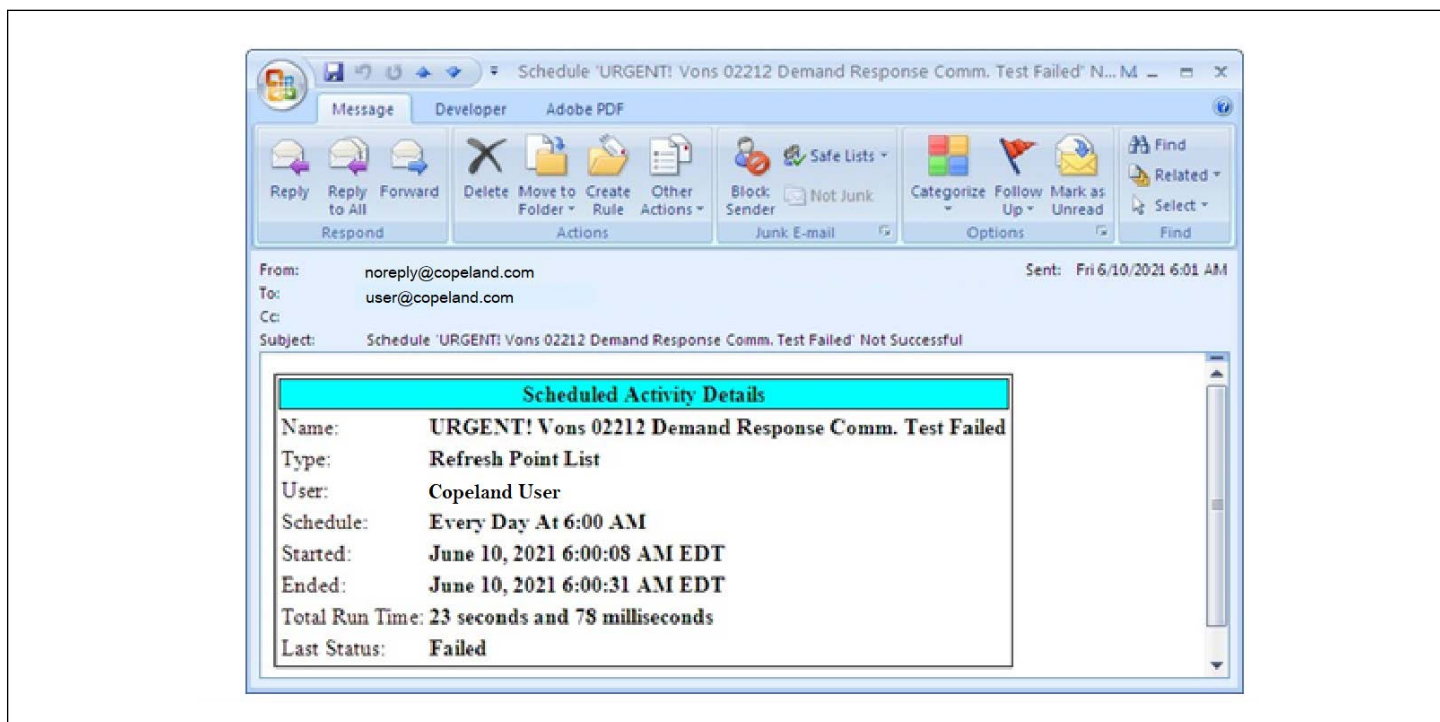 Schedule 'URGENT! Vons 02212 Demand Response Comm. Test Failed' N... M
Message Developer Adobe PDF
Reply Reply to All Forward Delete Move to Folder Create Rule Other Actions Block Sender Safe Lists Not Junk Categorize Follow Up Mark as Unread Find Related Select
Respond Actions Junk E-mail Options Find
From: noreply@copeland.com Sent: Fri 6/10/2021 6:01 AM
To: user@copeland.com
Cc:
Subject: Schedule 'URGENT! Vons 02212 Demand Response Comm. Test Failed' Not Successful
Scheduled Activity Details
Name: URGENT! Vons 02212 Demand Response Comm. Test Failed
Type: Refresh Point List
User: Copeland User
Schedule: Every Day At 6:00 AM
Started: June 10, 2021 6:00:08 AM EDT
Ended: June 10, 2021 6:00:31 AM EDT
Total Run Time: 23 seconds and 78 milliseconds
Last Status: Failed